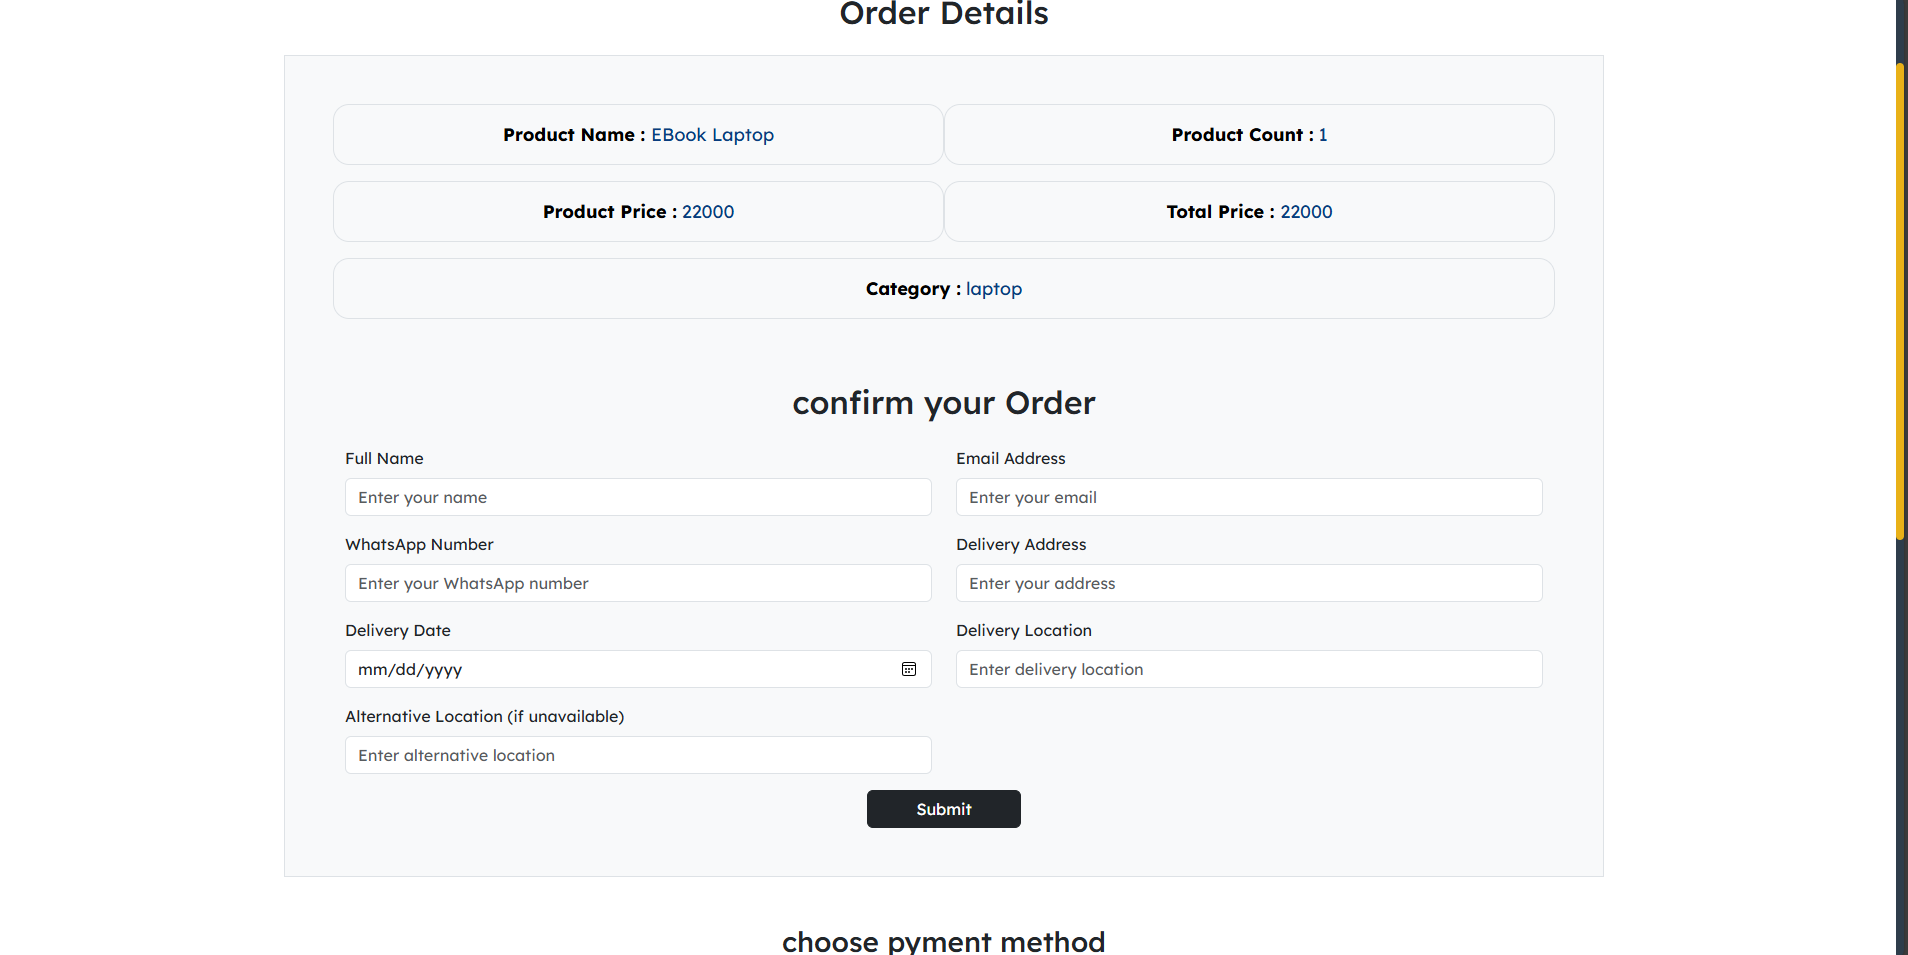 Order Details
Product Name : EBook Laptop
Product Count : 1
Product Price : 22000
Total Price : 22000
Category : laptop
confirm your Order
Full Name
Email Address
Enter your name
Enter your email
WhatsApp Number
Delivery Address
Enter your WhatsApp number
Enter your address
Delivery Date
Delivery Location
mm/dd/yyyy
Enter delivery location
Alternative Location (if unavailable)
Enter alternative location
Submit
choose pyment method